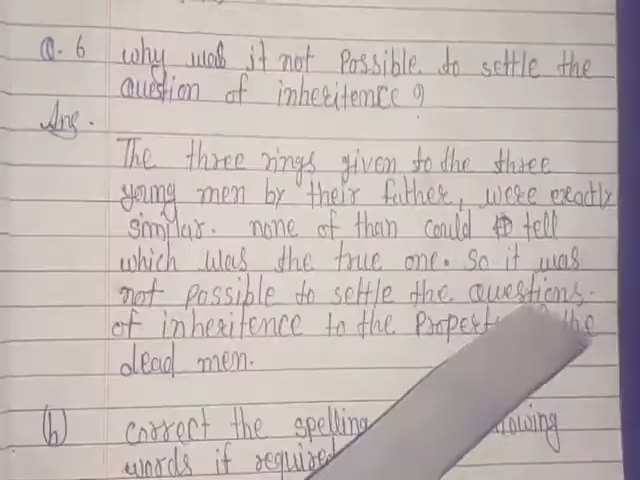 Q. 6 why was it not Possible to settle the
question of inheritence ?
Ans.
The three rings given to the three
young men by their father, were exactly
similar. none of than could tell
which was the true one. so it was
not possible to settle the questions.
of inheritence to the the
dead men.
(b) correct the spelling
words if required